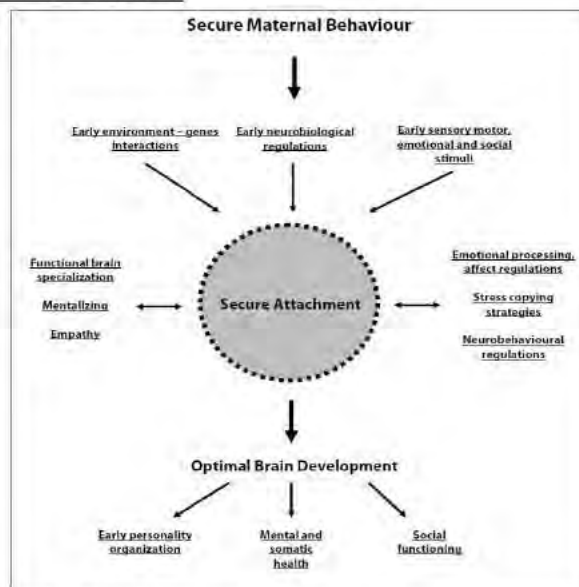 Secure Maternal Behaviour
Early environment – genes
interactions
Early neurobiological
regulations
Early sensory motor,
emotional and social
stimuli
Functional brain
specialization
Mentalizing
Empathy
Secure Attachment
Emotional processing,
affect regulations
Stress copying
strategies
Neurobehavioural
regulations
Optimal Brain Development
Early personality
organization
Mental and
somatic
health
Social
functioning